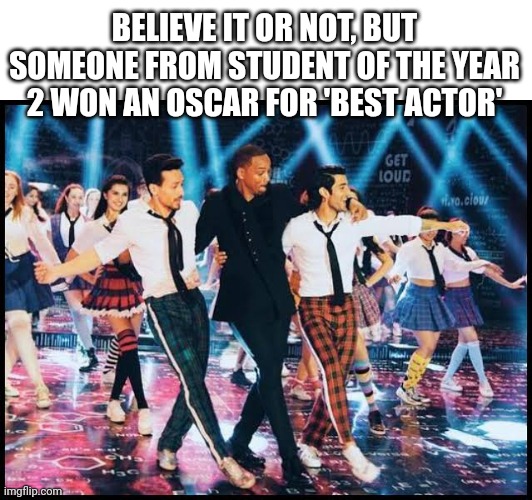 BELIEVE IT OR NOT, BUT
SOMEONE FROM STUDENT OF THE YEAR
2 WON AN OSCAR FOR 'BEST ACTOR'
GET
LOUD
imgflip.com